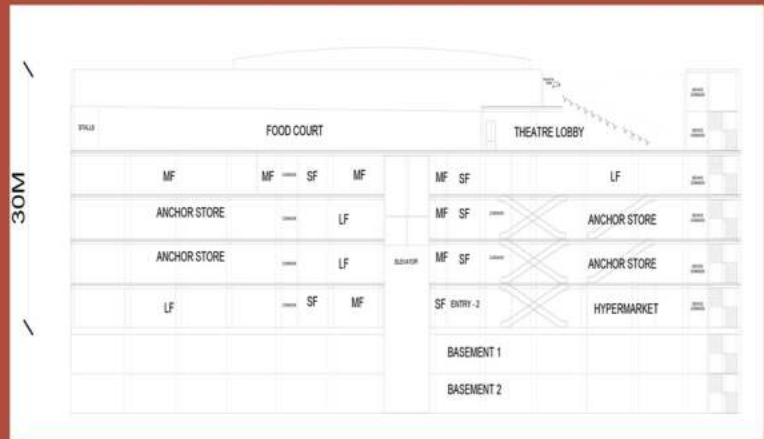 30M
STALLS
FOOD COURT
THEATRE LOBBY
MF MF SF MF MF SF LF
ANCHOR STORE LF MF SF ANCHOR STORE
ANCHOR STORE LF ELEVATOR MF SF ANCHOR STORE
LF SF MF SF ENTRY - 2 HYPERMARKET
BASEMENT 1
BASEMENT 2